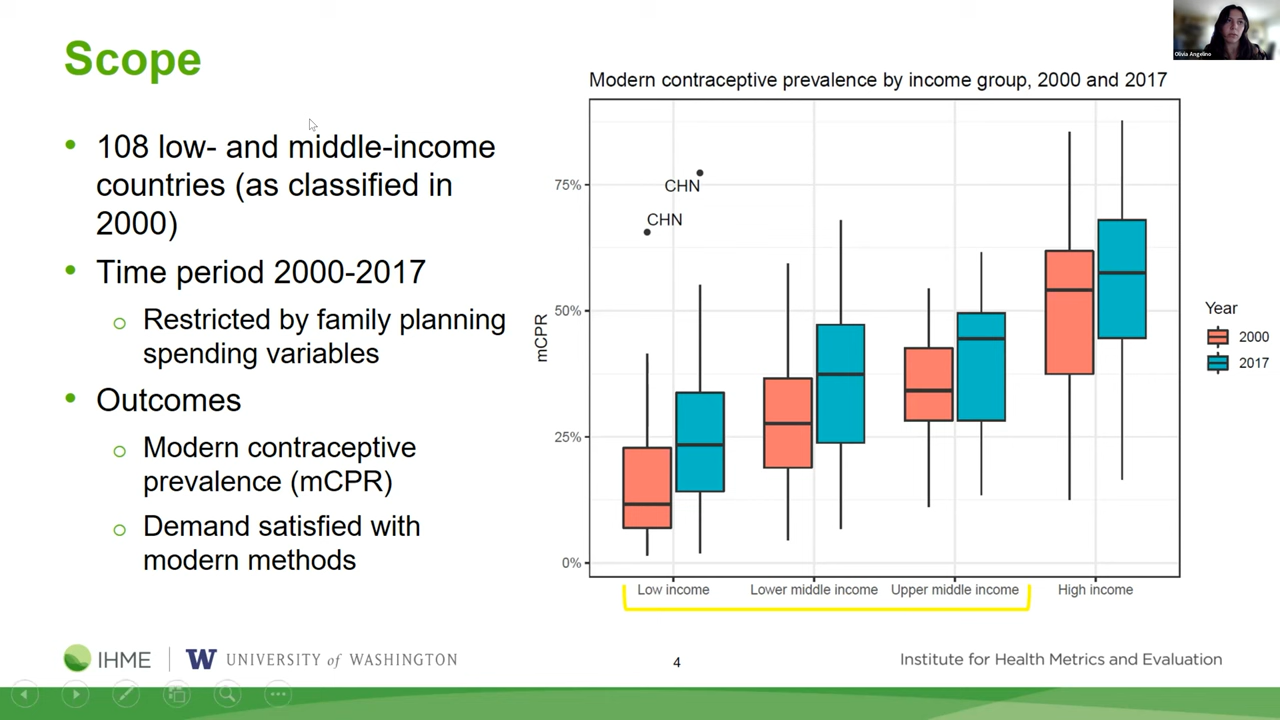 Scope
Olivia Angelino
• 108 low- and middle-income
countries (as classified in
2000)
• Time period 2000-2017
o Restricted by family planning
spending variables
• Outcomes
o Modern contraceptive
prevalence (mCPR)
o Demand satisfied with
modern methods
Modern contraceptive prevalence by income group, 2000 and 2017
mCPR
75%
50%
25%
0%
CHN
CHN
Low income
Lower middle income
Upper middle income
High income
Year
2000
2017
IHME
W UNIVERSITY of WASHINGTON
4
Institute for Health Metrics and Evaluation